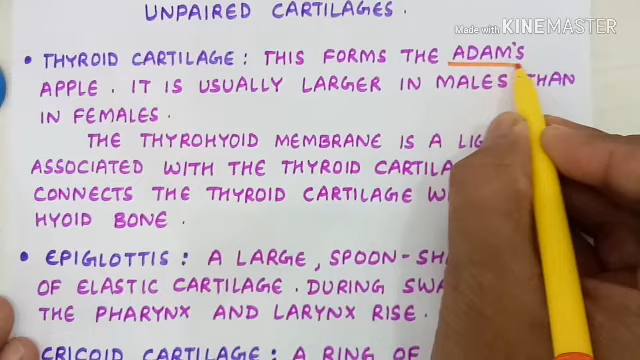 UNPAIRED CARTILAGES.
Made with KINEMASTER
• THYROID CARTILAGE: THIS FORMS THE ADAM'S
APPLE. IT IS USUALLY LARGER IN MALES THAN
IN FEMALES.
THE THYROHYOID MEMBRANE IS A
ASSOCIATED WITH THE THYROID
CONNECTS THE THYROID CARTILAGE
HYOID BONE.
• EPIGLOTTIS: A LARGE, SPOON-
OF ELASTIC CARTILAGE. DURING
THE PHARYNX AND LARYNX RISE.
CRICOID CARTILAGE: A RING OF